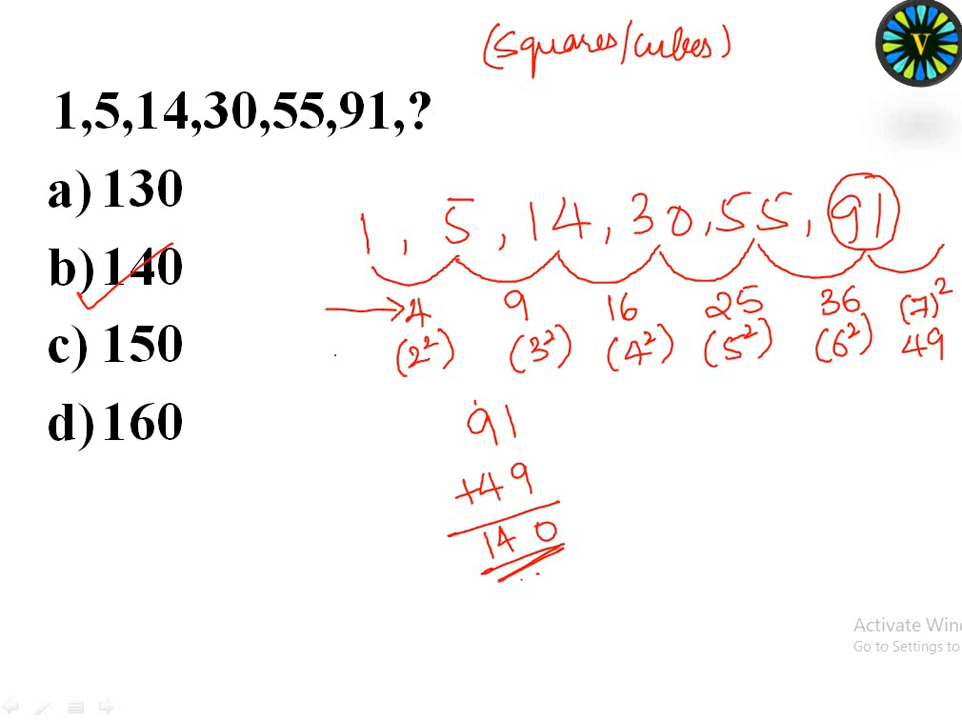 (Squares/cubes)
V
1,5,14,30,55,91,?
a) 130
b) 140
c) 150
d) 160
1, 5, 14, 30, 55, 91
4 9 16 25 36 (7)²
(2²) (3²) (4²) (5²) (6²) 49
91
+49
140
Activate Win
Go to Settings to